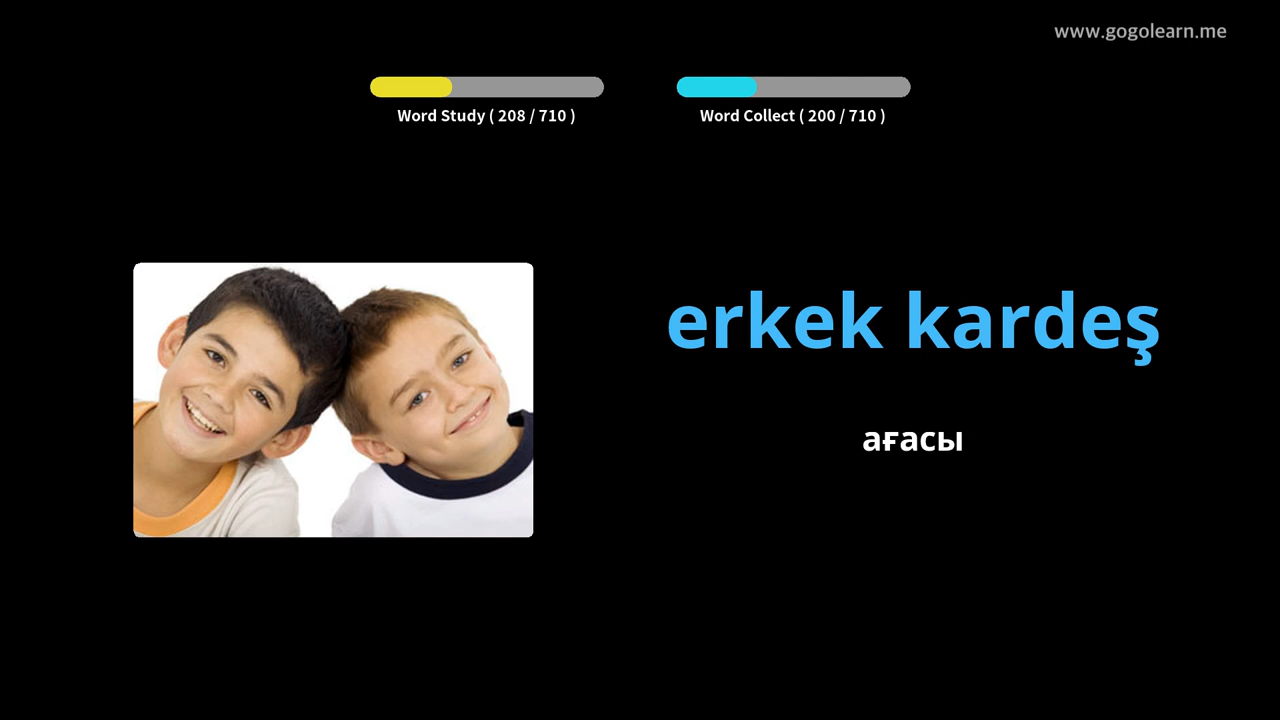 www.gogolearn.me
Word Study ( 208 / 710 )
Word Collect ( 200 / 710 )
erkek kardeş
ағасы